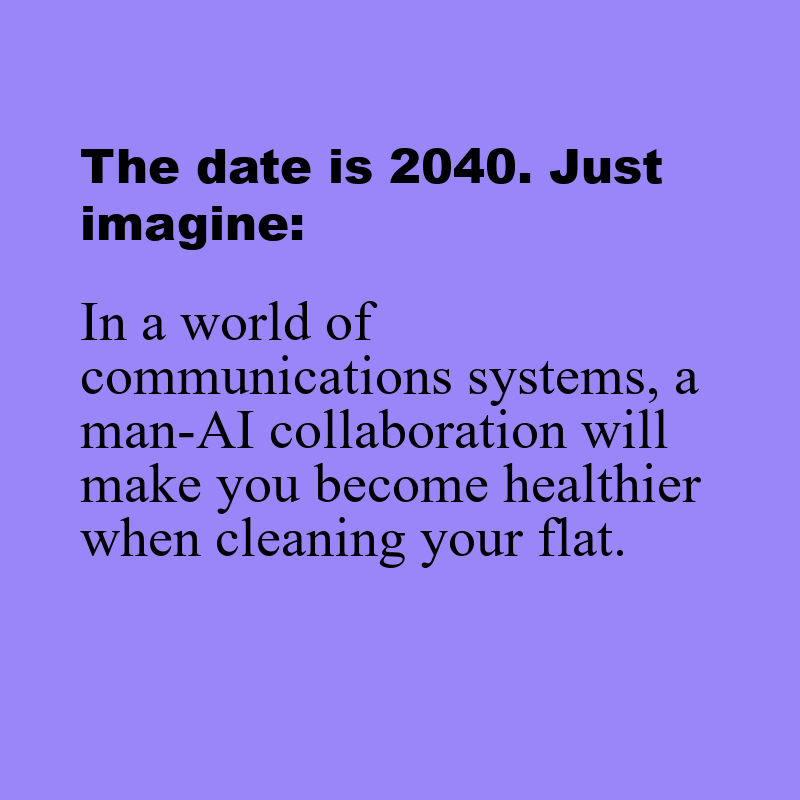 The date is 2040. Just
imagine:
In a world of
communications systems, a
man-AI collaboration will
make you become healthier
when cleaning your flat.